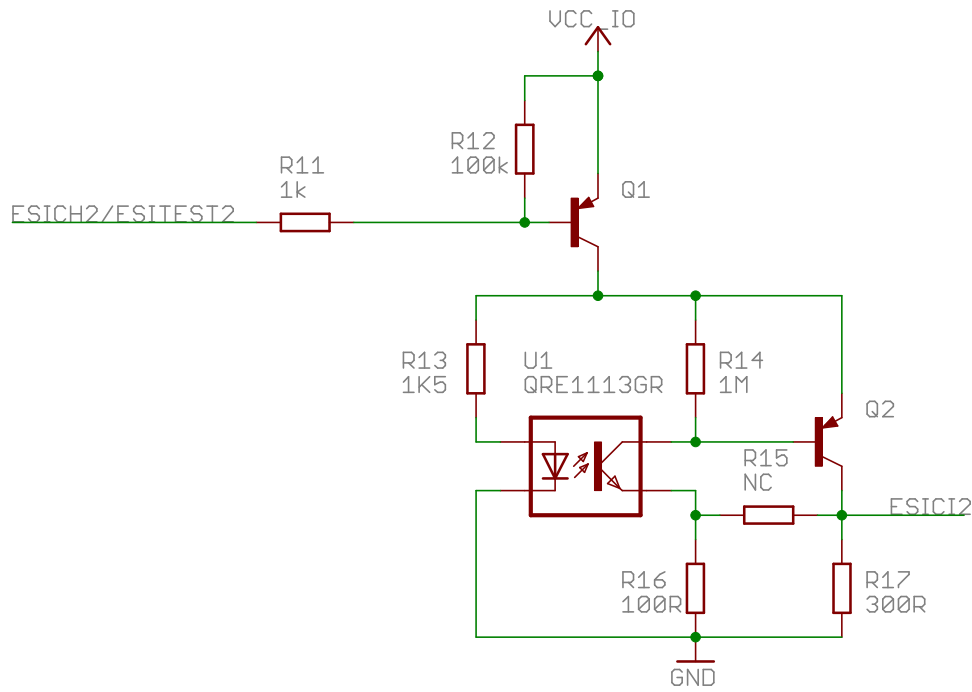 VCC_IO
R12
100k
R11
1k
Q1
ESICH2/ESITEST2
R13
1K5
U1
QRE1113GR
R14
1M
Q2
R15
NC
ESICI2
R16
100R
R17
300R
GND